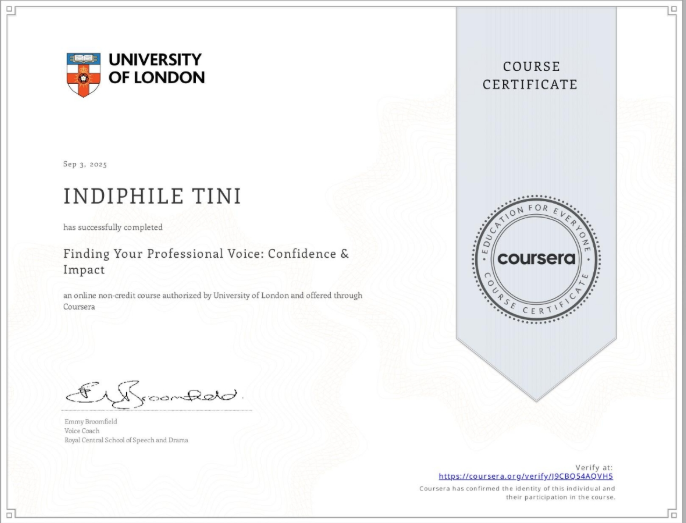 UNIVERSITY
OF LONDON
COURSE
CERTIFICATE
Sep 3, 2025
INDIPHILE TINI
has successfully completed
Finding Your Professional Voice: Confidence &
Impact
an online non-credit course authorized by University of London and offered through
Coursera
EDUCATION FOR EVERYONE
coursera
COURSE CERTIFICATE
E Broomfield
Emmy Broomfield
Voice Coach
Royal Central School of Speech and Drama
Verify at:
https://coursera.org/verify/J9CBQ54AQVH5
Coursera has confirmed the identity of this individual and
their participation in the course.